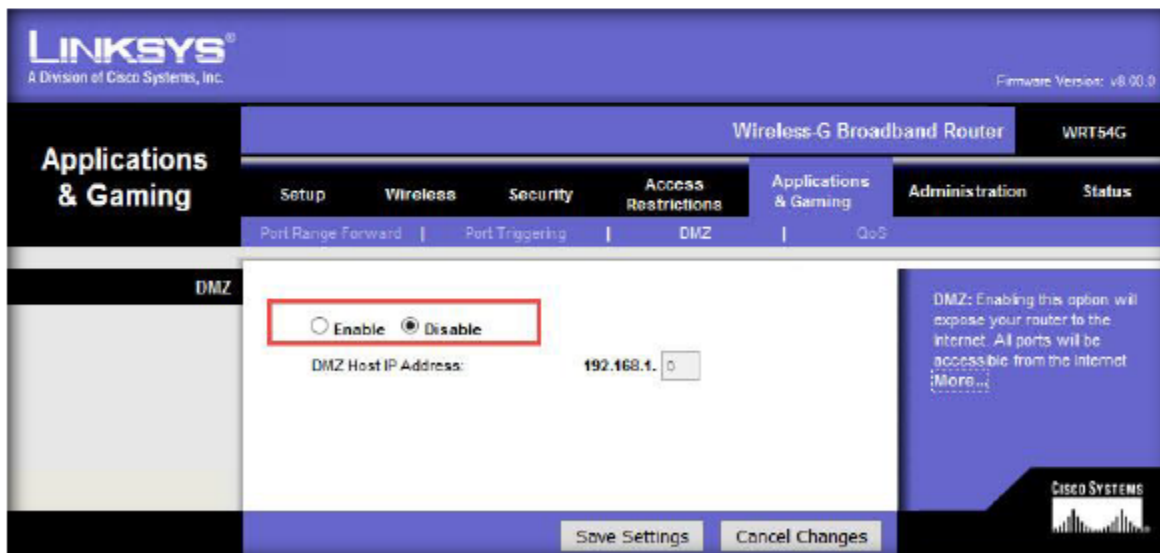 LINKSYS®
A Division of Cisco Systems, Inc.
Firmware Version: v8.00.0
Wireless-G Broadband Router WRT54G
Applications
& Gaming
Setup Wireless Security Access
Restrictions Applications
& Gaming Administration Status
Port Range Forward | Port Triggering | DMZ | QoS
DMZ
Enable Disable
DMZ Host IP Address: 192.168.1. 0
DMZ: Enabling this option will
expose your router to the
Internet. All ports will be
accessible from the Internet
More...
CISCO SYSTEMS
Save Settings Cancel Changes